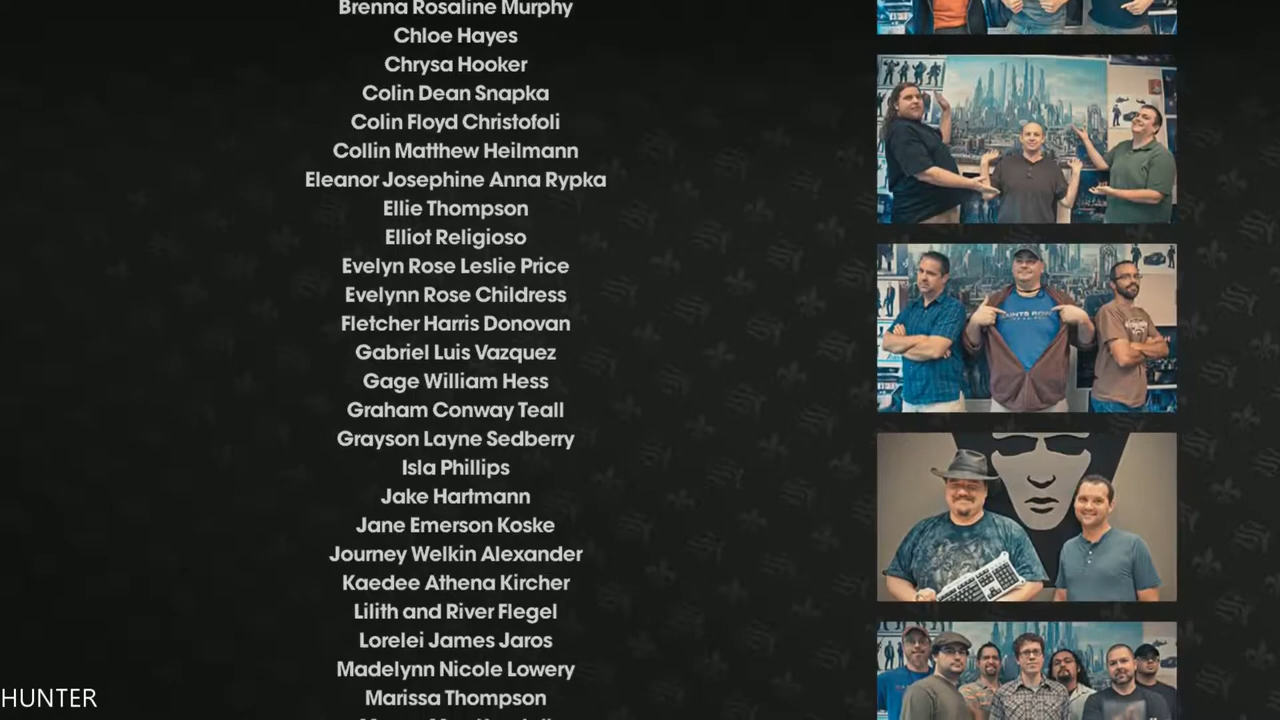 Brenna Rosaline Murphy
Chloe Hayes
Chrysa Hooker
Colin Dean Snapka
Colin Floyd Christofoli
Collin Matthew Heilmann
Eleanor Josephine Anna Rypka
Ellie Thompson
Elliot Religioso
Evelyn Rose Leslie Price
Evelynn Rose Childress
Fletcher Harris Donovan
Gabriel Luis Vazquez
Gage William Hess
Graham Conway Teall
Grayson Layne Sedberry
Isla Phillips
Jake Hartmann
Jane Emerson Koske
Journey Welkin Alexander
Kaedee Athena Kircher
Lilith and River Flegel
Lorelei James Jaros
Madelynn Nicole Lowery
Marissa Thompson
HUNTER
SAINTS ROW